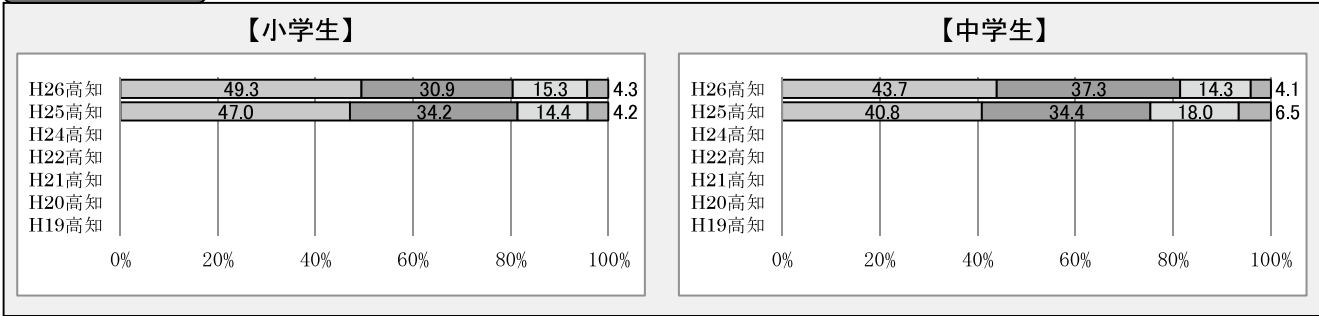 【小学生】
H26高知 49.3 30.9 15.3 4.3
H25高知 47.0 34.2 14.4 4.2
H24高知
H22高知
H21高知
H20高知
H19高知
0% 20% 40% 60% 80% 100%
【中学生】
H26高知 43.7 37.3 14.3 4.1
H25高知 40.8 34.4 18.0 6.5
H24高知
H22高知
H21高知
H20高知
H19高知
0% 20% 40% 60% 80% 100%